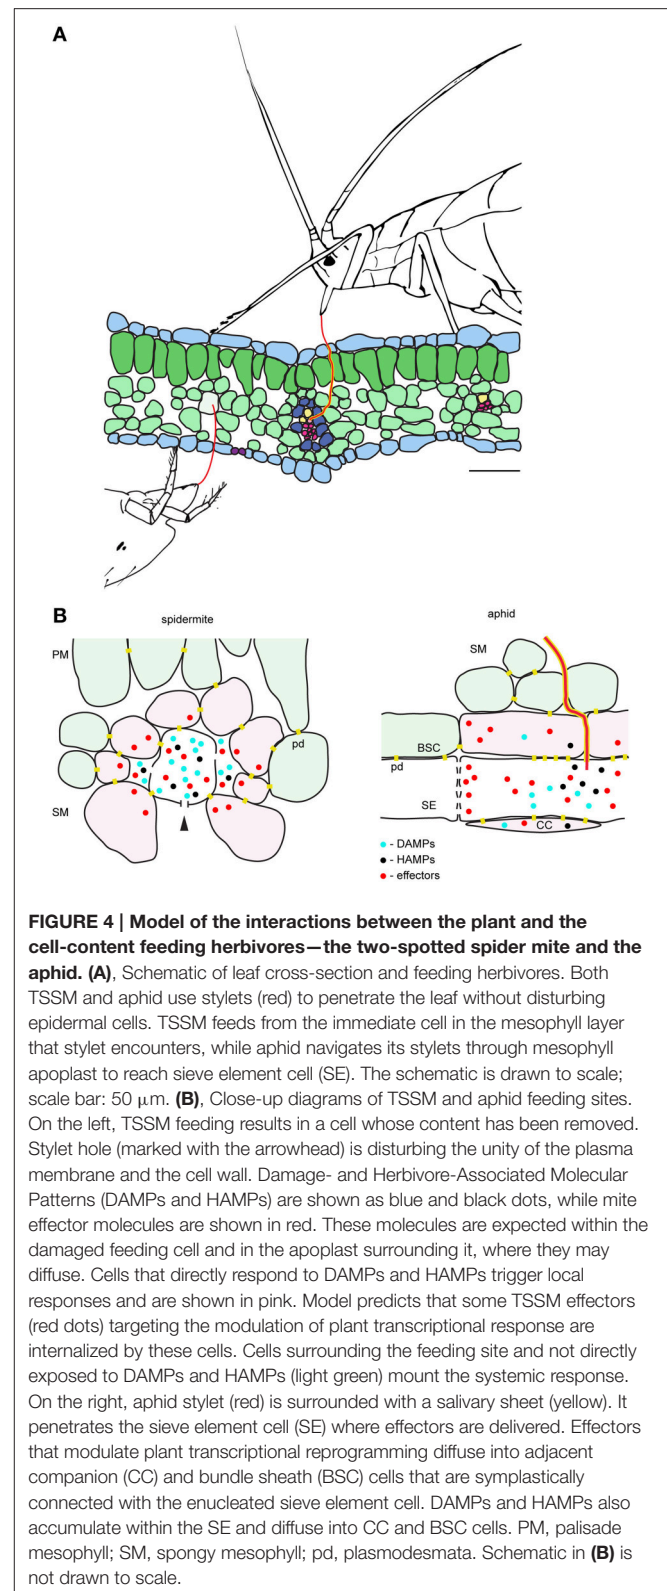 A
B
spidermite
aphid
PM
SM
pd
BSC
pd
SM
SE
CC
- DAMPs
- HAMPs
- effectors
FIGURE 4 | Model of the interactions between the plant and the
cell-content feeding herbivores—the two-spotted spider mite and the
aphid. (A), Schematic of leaf cross-section and feeding herbivores. Both
TSSM and aphid use stylets (red) to penetrate the leaf without disturbing
epidermal cells. TSSM feeds from the immediate cell in the mesophyll layer
that stylet encounters, while aphid navigates its stylets through mesophyll
apoplast to reach sieve element cell (SE). The schematic is drawn to scale;
scale bar: 50 μm. (B), Close-up diagrams of TSSM and aphid feeding sites.
On the left, TSSM feeding results in a cell whose content has been removed.
Stylet hole (marked with the arrowhead) is disturbing the unity of the plasma
membrane and the cell wall. Damage- and Herbivore-Associated Molecular
Patterns (DAMPs and HAMPs) are shown as blue and black dots, while mite
effector molecules are shown in red. These molecules are expected within the
damaged feeding cell and in the apoplast surrounding it, where they may
diffuse. Cells that directly respond to DAMPs and HAMPs trigger local
responses and are shown in pink. Model predicts that some TSSM effectors
(red dots) targeting the modulation of plant transcriptional response are
internalized by these cells. Cells surrounding the feeding site and not directly
exposed to DAMPs and HAMPs (light green) mount the systemic response.
On the right, aphid stylet (red) is surrounded with a salivary sheet (yellow). It
penetrates the sieve element cell (SE) where effectors are delivered. Effectors
that modulate plant transcriptional reprogramming diffuse into adjacent
companion (CC) and bundle sheath (BSC) cells that are symplastically
connected with the enucleated sieve element cell. DAMPs and HAMPs also
accumulate within the SE and diffuse into CC and BSC cells. PM, palisade
mesophyll; SM, spongy mesophyll; pd, plasmodesmata. Schematic in (B) is
not drawn to scale.